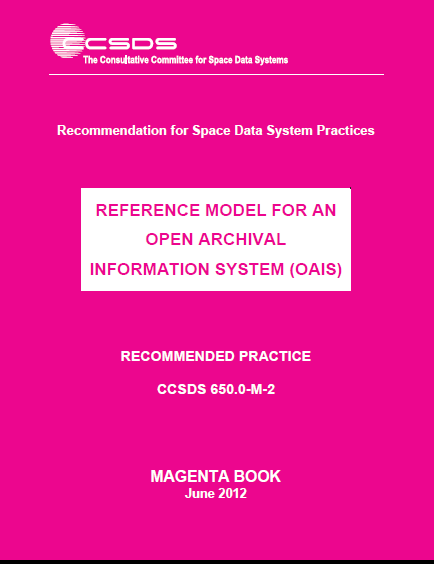 CCSDS
The Consultative Committee for Space Data Systems
Recommendation for Space Data System Practices
REFERENCE MODEL FOR AN
OPEN ARCHIVAL
INFORMATION SYSTEM (OAIS)
RECOMMENDED PRACTICE
CCSDS 650.0-M-2
MAGENTA BOOK
June 2012